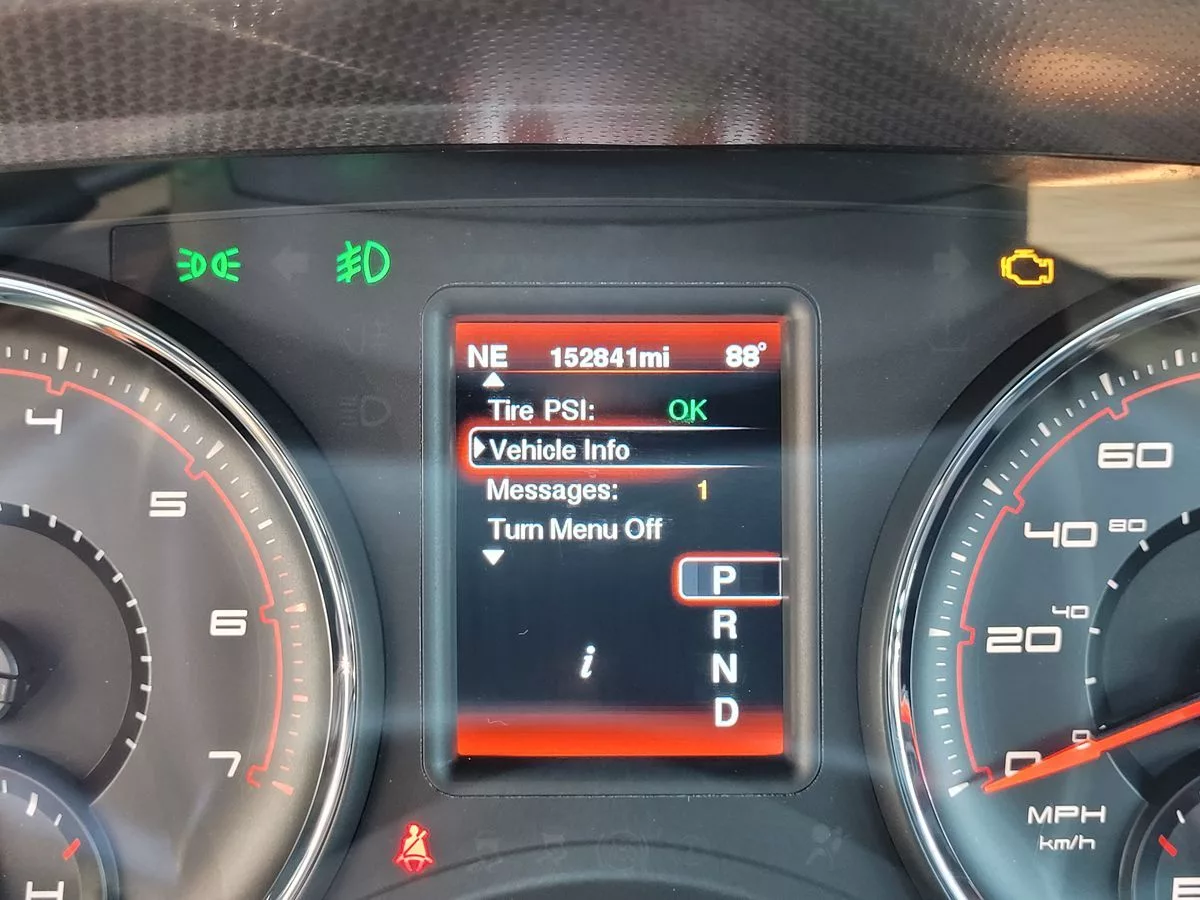 NE 152841mi 88°
Tire PSI: OK
Vehicle Info
Messages: 1
Turn Menu Off
P
R
N
D
i
4
5
6
7
H
60
40 80
20 40
0 0
MPH
km/h